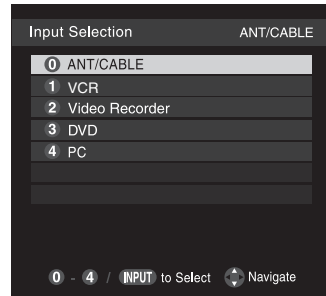 Input Selection ANT/CABLE
0 ANT/CABLE
1 VCR
2 Video Recorder
3 DVD
4 PC
0 - 4 / INPUT to Select Navigate